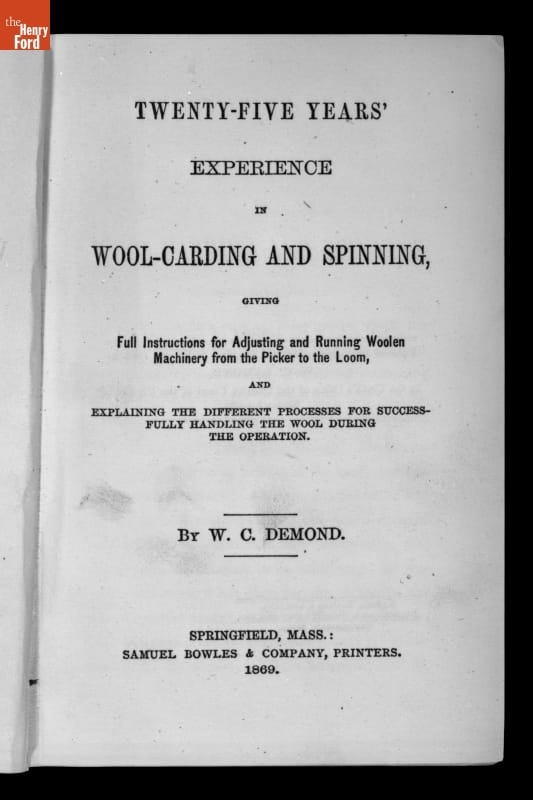 the
Henry
Ford
TWENTY-FIVE YEARS'
EXPERIENCE
IN
WOOL-CARDING AND SPINNING,
GIVING
Full Instructions for Adjusting and Running Woolen
Machinery from the Picker to the Loom,
AND
EXPLAINING THE DIFFERENT PROCESSES FOR SUCCESS-
FULLY HANDLING THE WOOL DURING
THE OPERATION.
BY W. C. DEMOND.
SPRINGFIELD, MASS.:
SAMUEL BOWLES & COMPANY, PRINTERS.
1869.